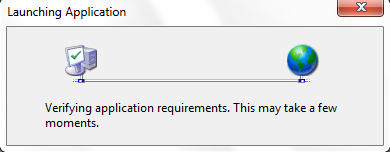 Launching Application
Verifying application requirements. This may take a few
moments.